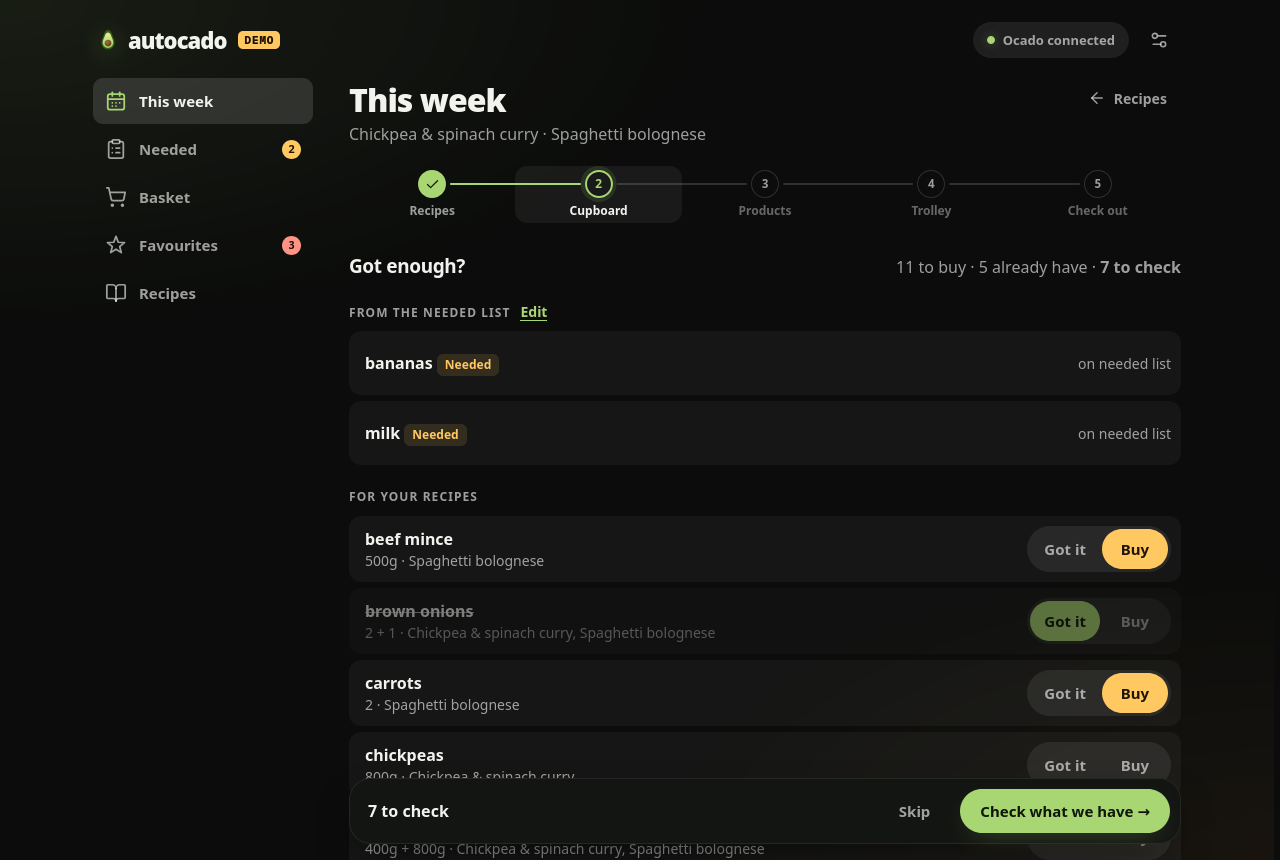 autocado DEMO
Ocado connected
This week
Needed 2
Basket
Favourites 3
Recipes
This week
← Recipes
Chickpea & spinach curry · Spaghetti bolognese
2 3 4 5
Recipes Cupboard Products Trolley Check out
Got enough?
11 to buy · 5 already have · 7 to check
FROM THE NEEDED LIST Edit
bananas Needed
on needed list
milk Needed
on needed list
FOR YOUR RECIPES
beef mince
500g · Spaghetti bolognese
Got it Buy
brown onions
2 + 1 · Chickpea & spinach curry, Spaghetti bolognese
Got it Buy
carrots
2 · Spaghetti bolognese
Got it Buy
chickpeas
800g · Chickpea & spinach curry
Got it Buy
7 to check
Skip
Check what we have →
400g + 800g · Chickpea & spinach curry, Spaghetti bolognese